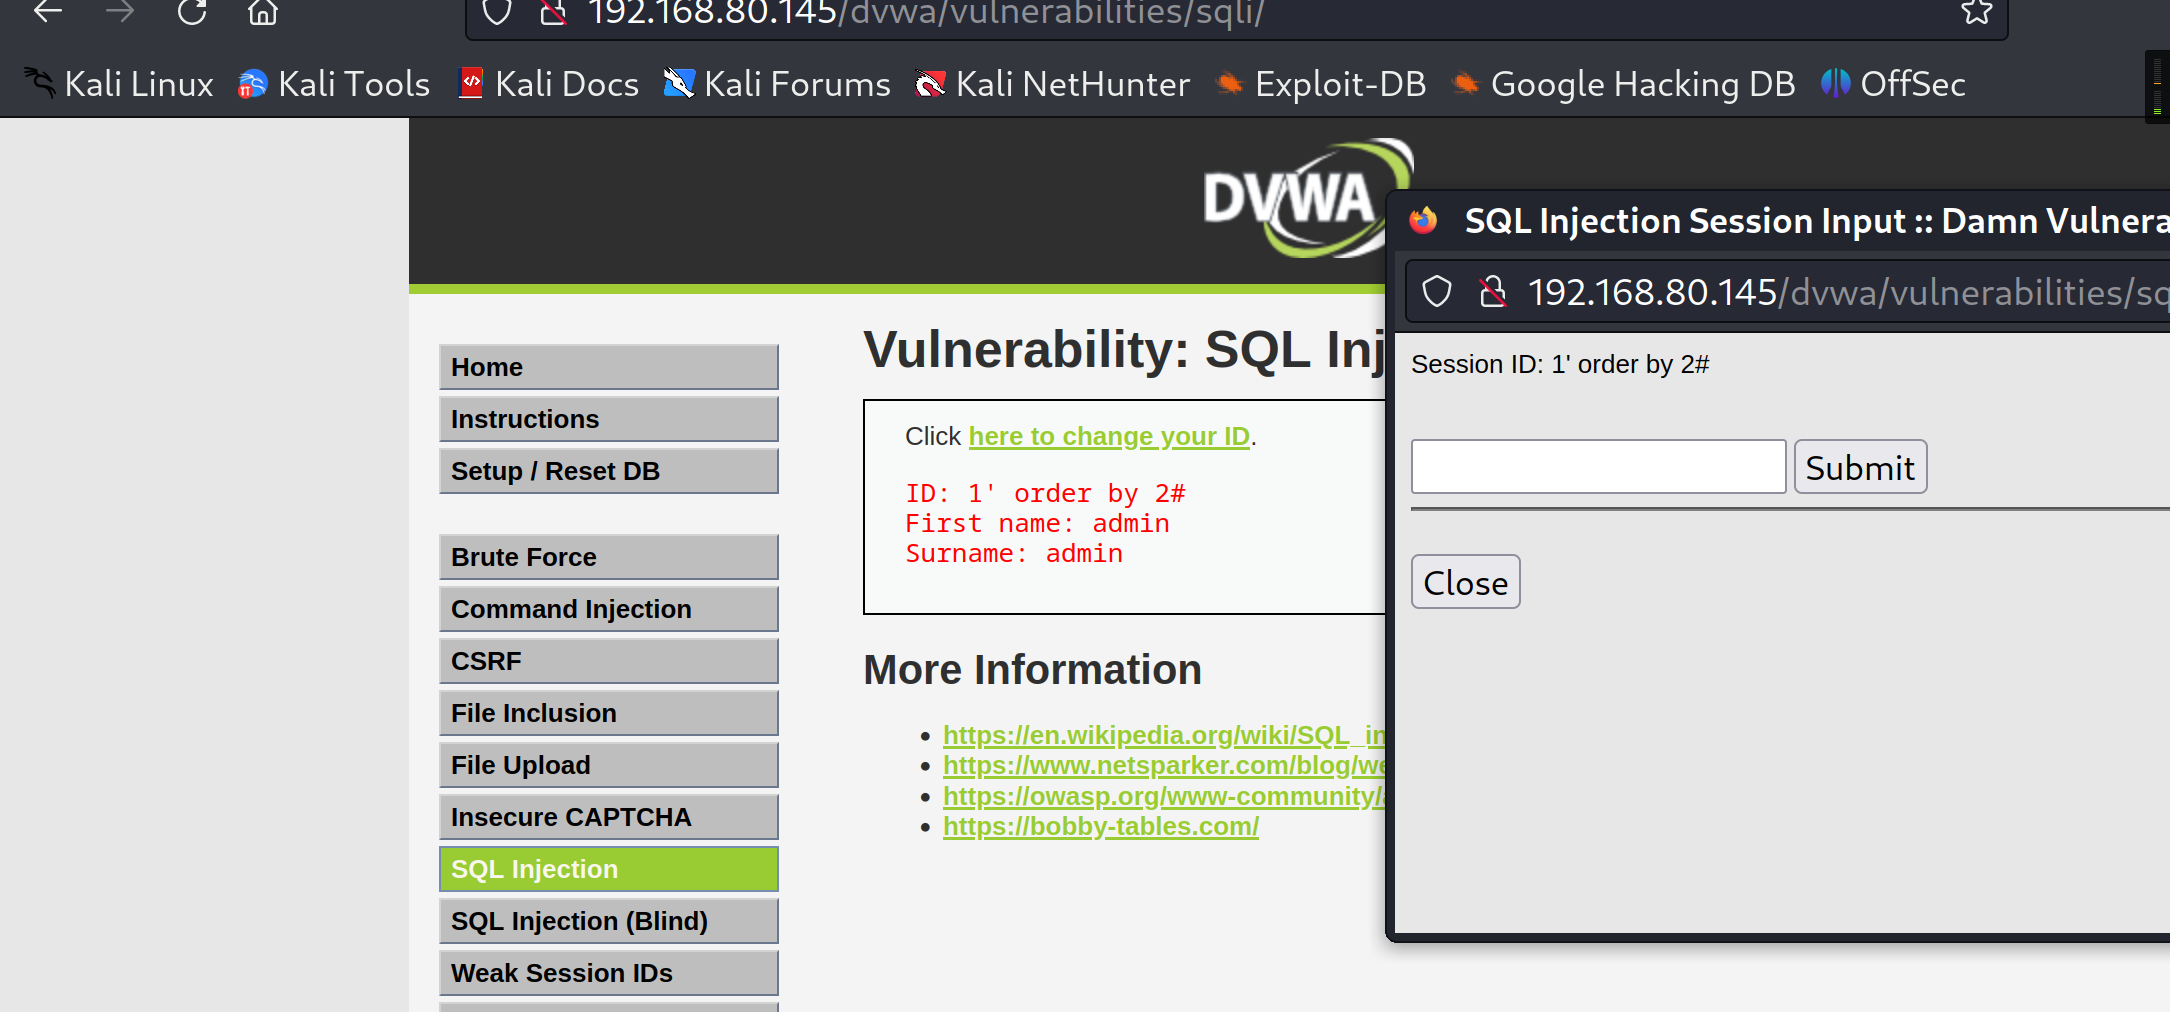 192.168.80.145/dvwa/vulnerabilities/sqli/
Kali Linux Kali Tools Kali Docs Kali Forums Kali NetHunter Exploit-DB Google Hacking DB OffSec
DVWA
SQL Injection Session Input :: Damn Vulnera
192.168.80.145/dvwa/vulnerabilities/sq
Session ID: 1' order by 2#
Submit
Close
Home
Instructions
Setup / Reset DB
Brute Force
Command Injection
CSRF
File Inclusion
File Upload
Insecure CAPTCHA
SQL Injection
SQL Injection (Blind)
Weak Session IDs
Vulnerability: SQL Inj
Click here to change your ID.
ID: 1' order by 2#
First name: admin
Surname: admin
More Information
https://en.wikipedia.org/wiki/SQL_in
https://www.netsparker.com/blog/we
https://owasp.org/www-community/a
https://bobby-tables.com/